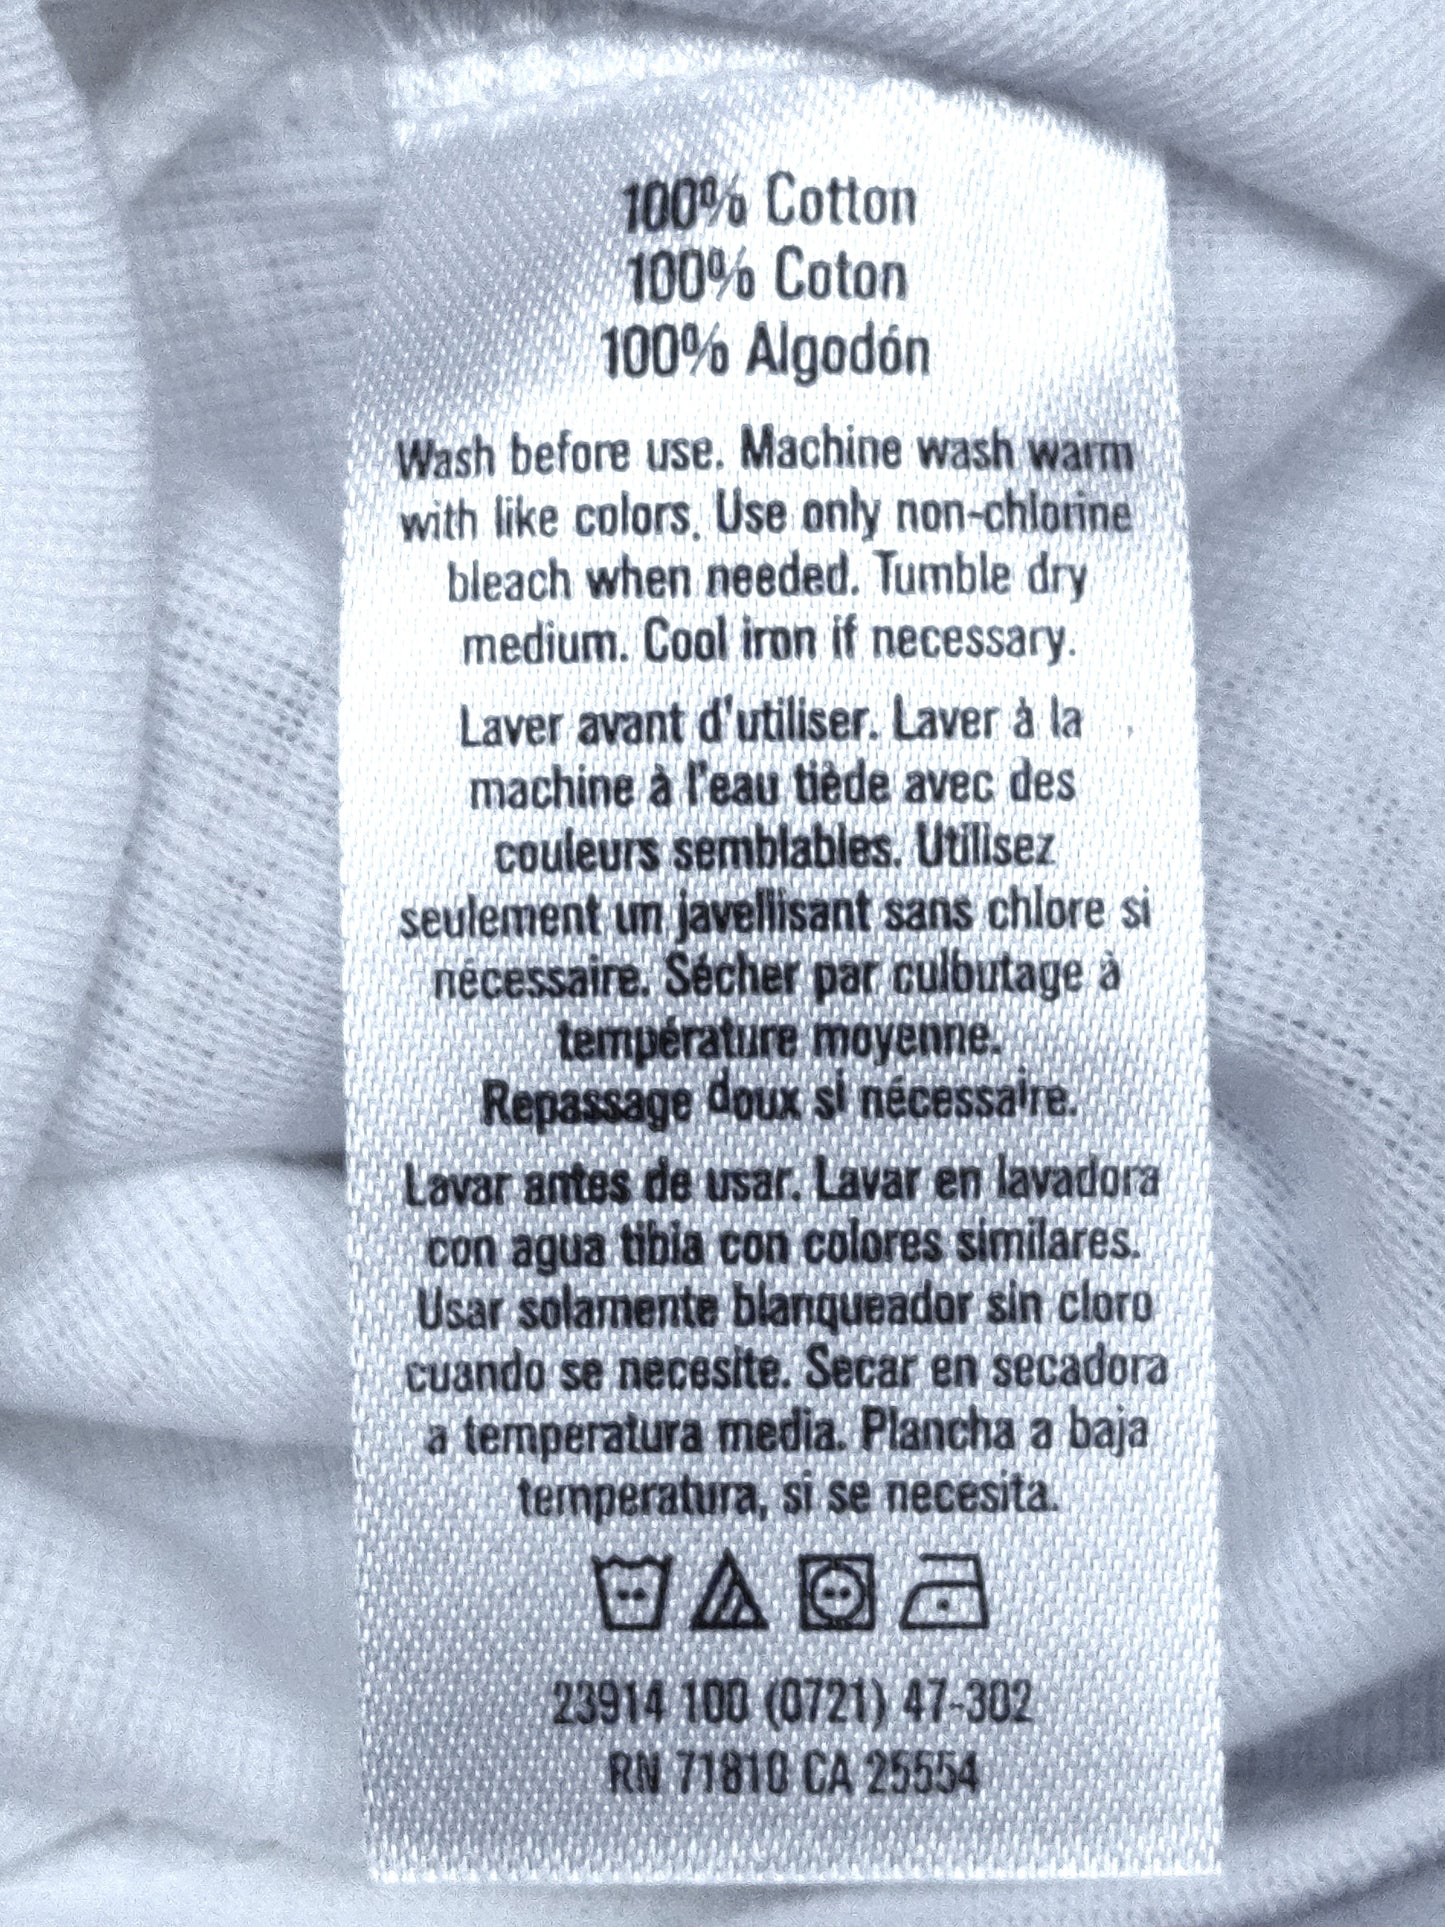 100% Cotton
100% Coton
100% Algodón
Wash before use. Machine wash warm
with like colors. Use only non-chlorine
bleach when needed. Tumble dry
medium. Cool iron if necessary.
Laver avant d'utiliser. Laver à la
machine à l'eau tiède avec des
couleurs semblables. Utilisez
seulement un javellisant sans chlore si
nécessaire. Sécher par culbutage à
température moyenne.
Repassage doux si nécessaire.
Lavar antes de usar. Lavar en lavadora
con agua tibia con colores similares.
Usar solamente blanqueador sin cloro
cuando se necesite. Secar en secadora
a temperatura media. Plancha a baja
temperatura, si se necesita.
23914 100 (0721) 47-302
RN 71810 CA 25554